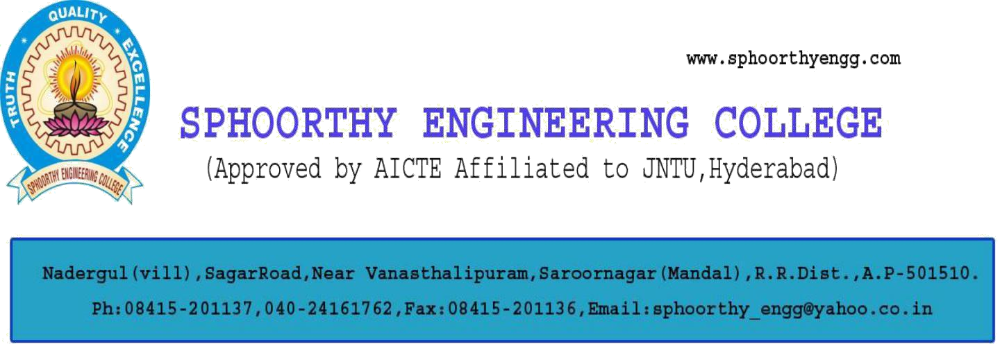 QUALITY
TRUTH
EXCELLENCE
SPHOORTHY ENGINEERING COLLEGE
www.sphoorthyengg.com
SPHOORTHY ENGINEERING COLLEGE
(Approved by AICTE Affiliated to JNTU,Hyderabad)
Nadergul(vill),SagarRoad,Near Vanasthalipuram,Saroornagar(Mandal),R.R.Dist.,A.P-501510.
Ph:08415-201137,040-24161762,Fax:08415-201136,Email:sphoorthy_engg@yahoo.co.in